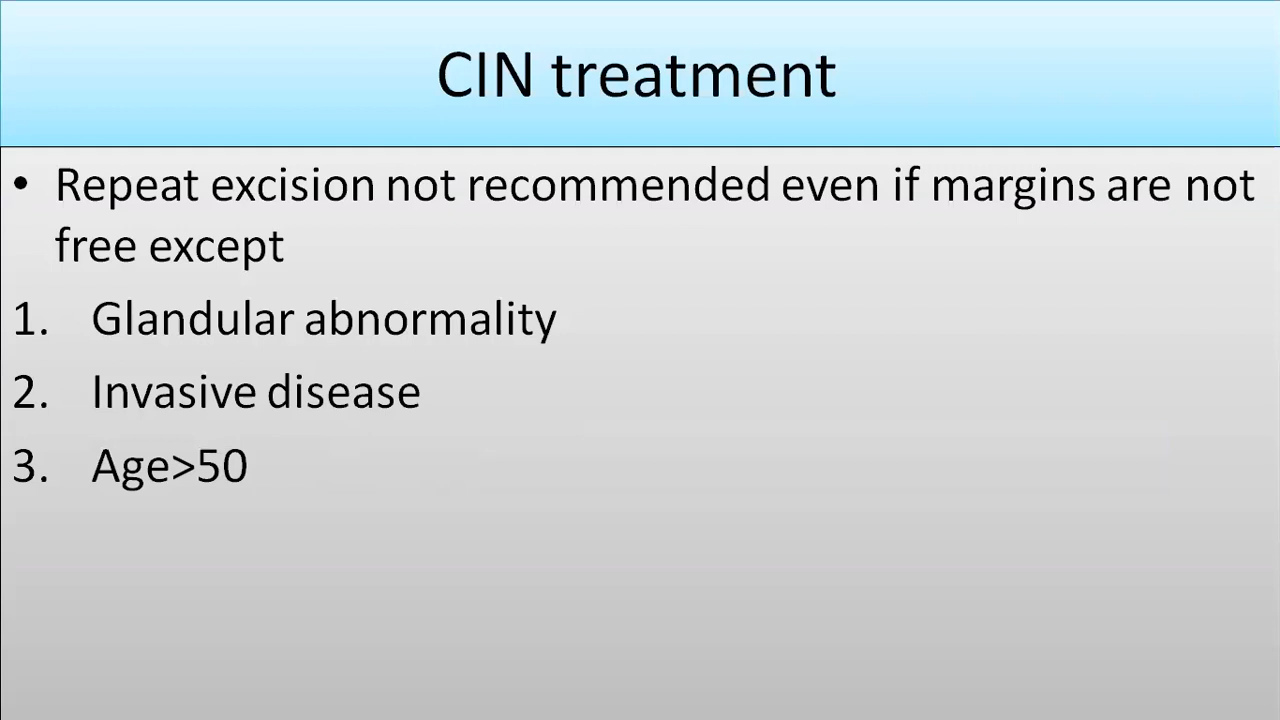 CIN treatment
• Repeat excision not recommended even if margins are not
free except
1. Glandular abnormality
2. Invasive disease
3. Age>50